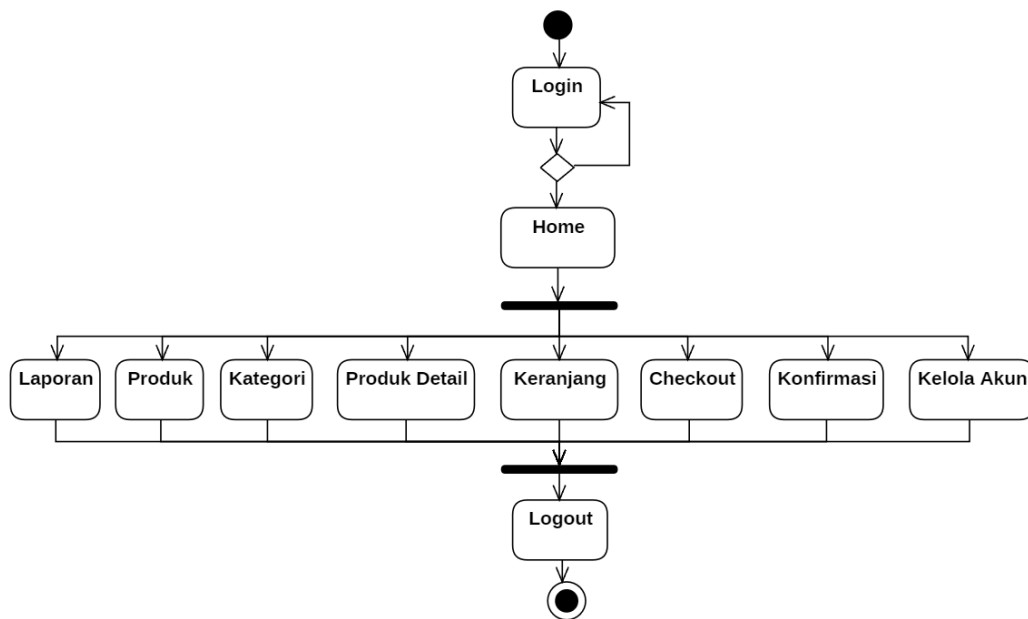 Login
Home
Laporan
Produk
Kategori
Produk Detail
Keranjang
Checkout
Konfirmasi
Kelola Akun
Logout